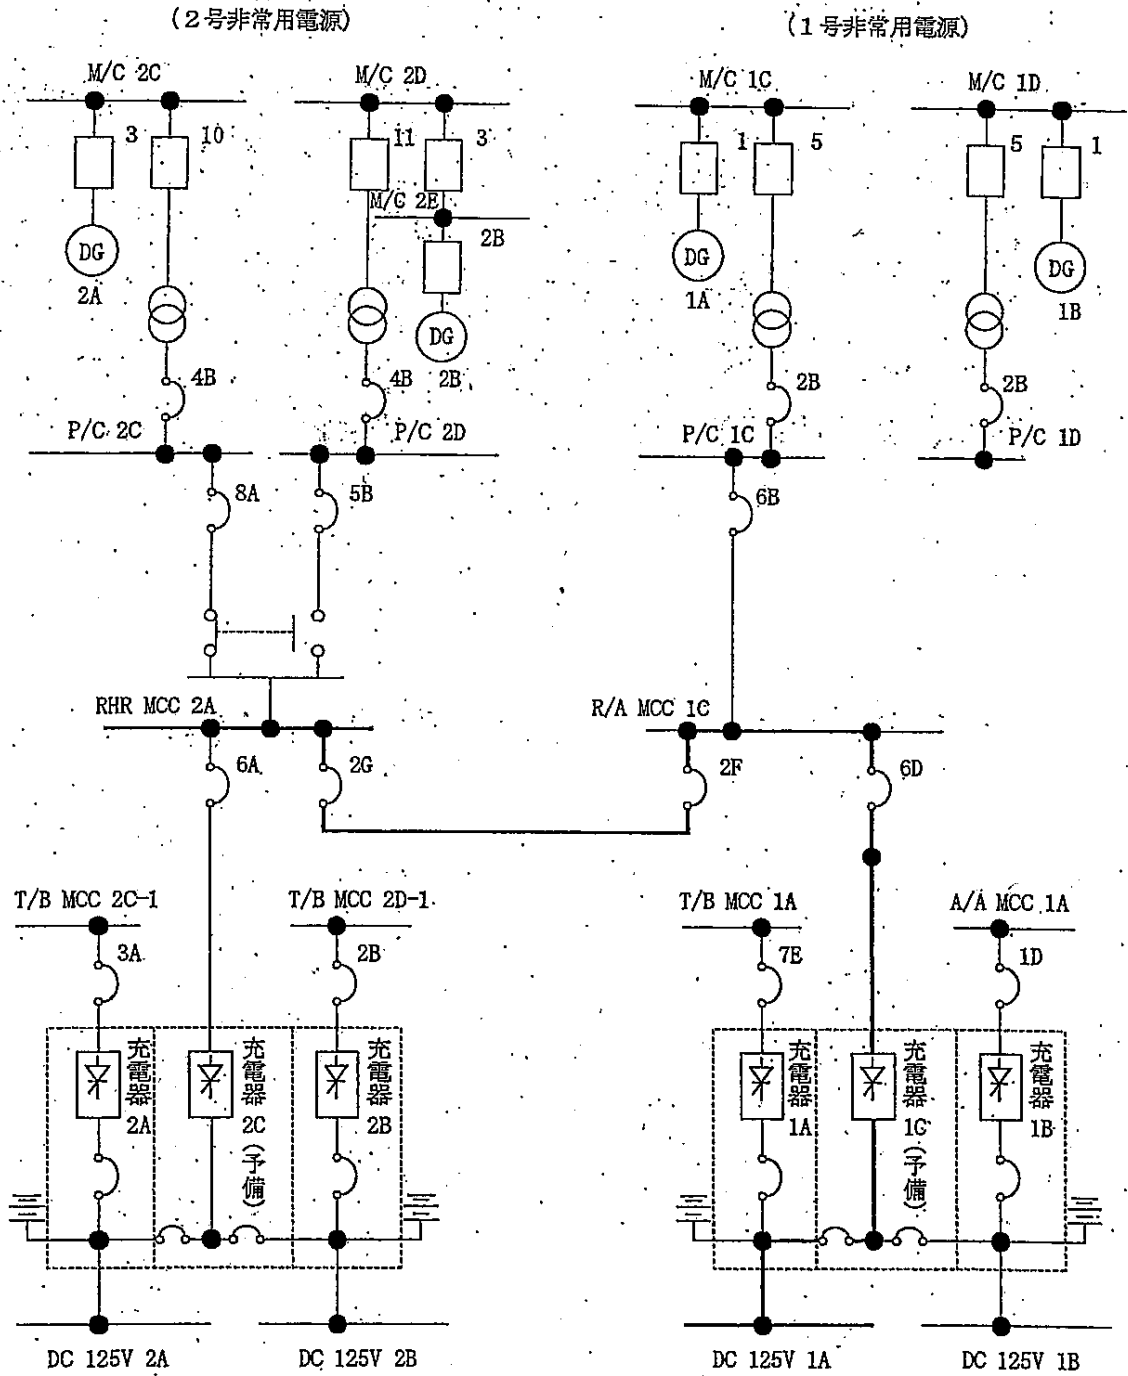 (２号非常用電源)
(１号非常用電源)
M/C 2C
M/C 2D
M/C 1C
M/C 1D
3
10
11
3
1
5
5
1
M/C 2E
2B
DG
2A
DG
2B
DG
1A
DG
1B
4B
4B
2B
2B
P/C 2C
P/C 2D
P/C 1C
P/C 1D
8A
5B
6B
RHR MCC 2A
R/A MCC 1C
6A
2G
2F
6D
T/B MCC 2C-1
T/B MCC 2D-1
T/B MCC 1A
A/A MCC 1A
3A
2B
7E
1D
充電器 2A
充電器 2C (予備)
充電器 2B
充電器 1A
充電器 1C (予備)
充電器 1B
DC 125V 2A
DC 125V 2B
DC 125V 1A
DC 125V 1B